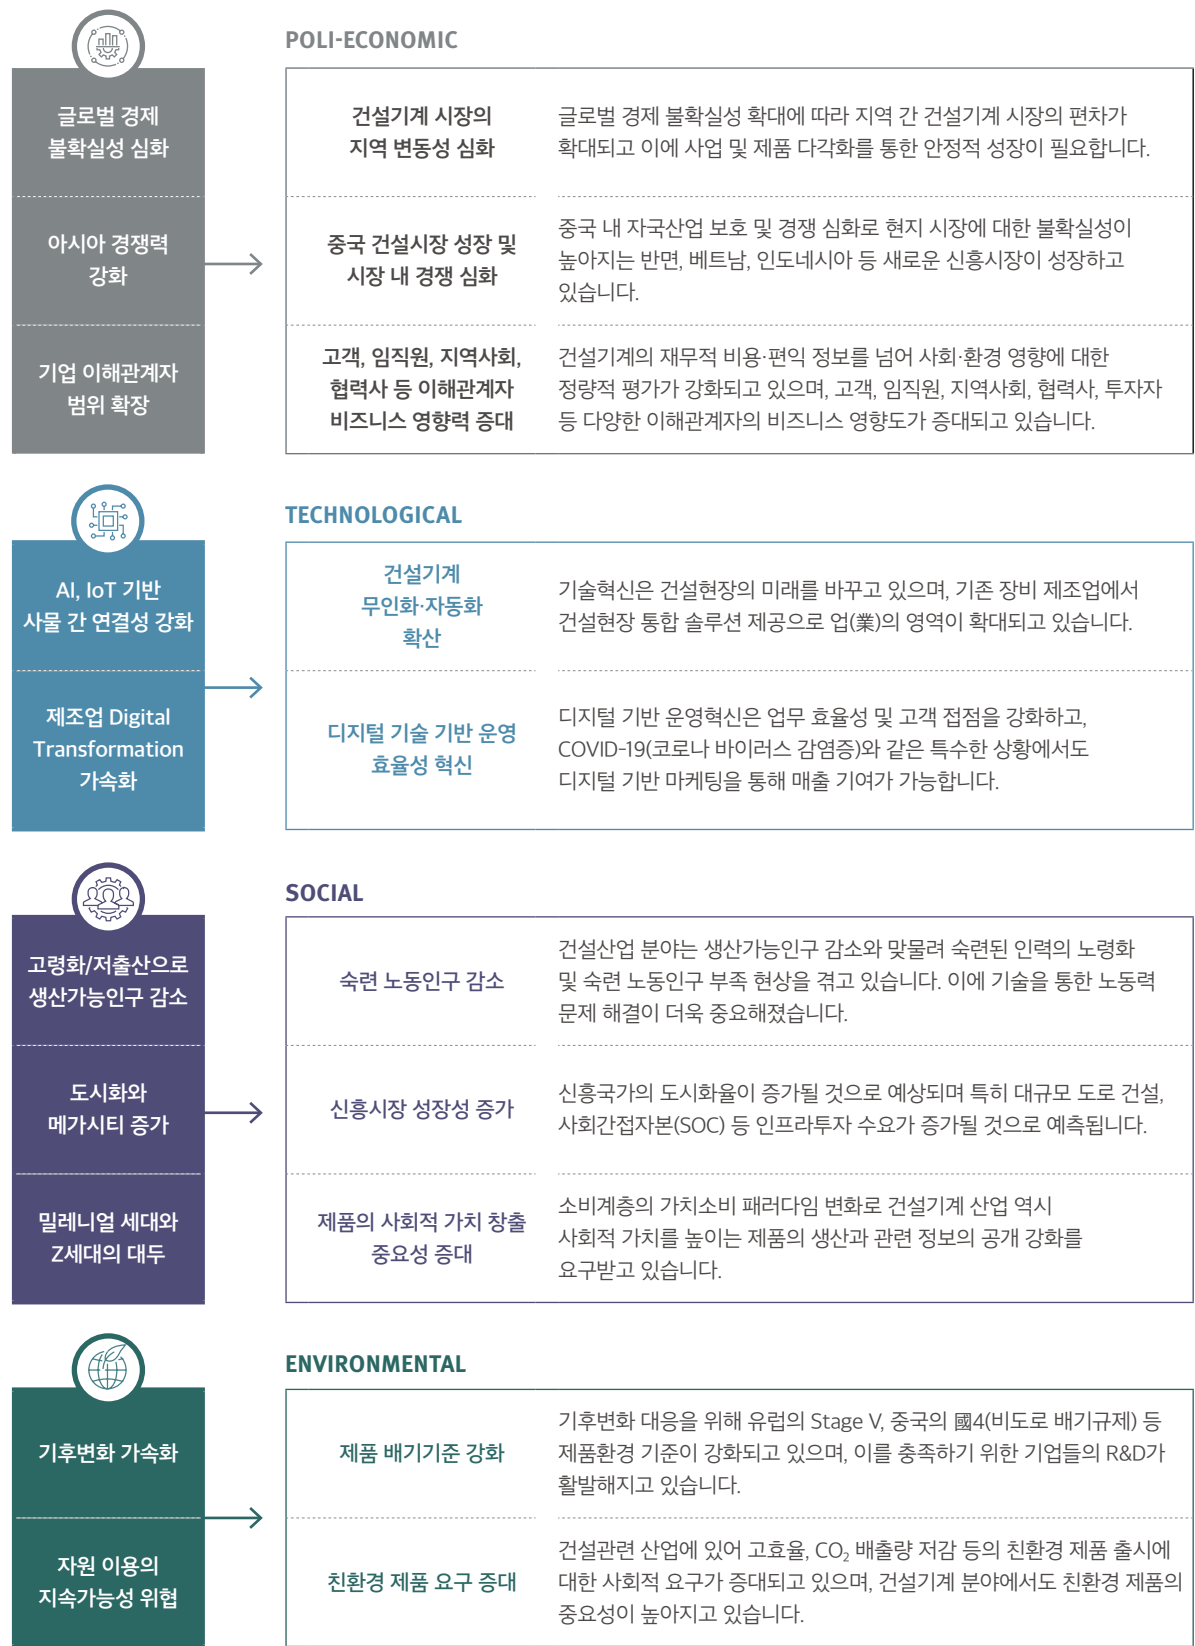 POLI-ECONOMIC
글로벌 경제
불확실성 심화
건설기계 시장의
지역 변동성 심화
글로벌 경제 불확실성 확대에 따라 지역 간 건설기계 시장의 편차가
확대되고 이에 사업 및 제품 다각화를 통한 안정적 성장이 필요합니다.
아시아 경쟁력
강화
중국 건설시장 성장 및
시장 내 경쟁 심화
중국 내 자국산업 보호 및 경쟁 심화로 현지 시장에 대한 불확실성이
높아지는 반면, 베트남, 인도네시아 등 새로운 신흥시장이 성장하고
있습니다.
기업 이해관계자
범위 확장
고객, 임직원, 지역사회,
협력사 등 이해관계자
비즈니스 영향력 증대
건설기계의 재무적 비용·편익 정보를 넘어 사회·환경 영향에 대한
정량적 평가가 강화되고 있으며, 고객, 임직원, 지역사회, 협력사, 투자자
등 다양한 이해관계자의 비즈니스 영향도가 증대되고 있습니다.
TECHNOLOGICAL
AI, IoT 기반
사물 간 연결성 강화
건설기계
무인화·자동화
확산
기술혁신은 건설현장의 미래를 바꾸고 있으며, 기존 장비 제조업에서
건설현장 통합 솔루션 제공으로 업(業)의 영역이 확대되고 있습니다.
제조업 Digital
Transformation
가속화
디지털 기술 기반 운영
효율성 혁신
디지털 기반 운영혁신은 업무 효율성 및 고객 접점을 강화하고,
COVID-19(코로나 바이러스 감염증)와 같은 특수한 상황에서도
디지털 기반 마케팅을 통해 매출 기여가 가능합니다.
SOCIAL
고령화/저출산으로
생산가능인구 감소
숙련 노동인구 감소
건설산업 분야는 생산가능인구 감소와 맞물려 숙련된 인력의 노령화
및 숙련 노동인구 부족 현상을 겪고 있습니다. 이에 기술을 통한 노동력
문제 해결이 더욱 중요해졌습니다.
도시화와
메가시티 증가
신흥시장 성장성 증가
신흥국가의 도시화율이 증가될 것으로 예상되며 특히 대규모 도로 건설,
사회간접자본(SOC) 등 인프라투자 수요가 증가될 것으로 예측됩니다.
밀레니얼 세대와
Z세대의 대두
제품의 사회적 가치 창출
중요성 증대
소비계층의 가치소비 패러다임 변화로 건설기계 산업 역시
사회적 가치를 높이는 제품의 생산과 관련 정보의 공개 강화를
요구받고 있습니다.
ENVIRONMENTAL
기후변화 가속화
제품 배기기준 강화
기후변화 대응을 위해 유럽의 Stage V, 중국의 國4(비도로 배기규제) 등
제품환경 기준이 강화되고 있으며, 이를 충족하기 위한 기업들의 R&D가
활발해지고 있습니다.
자원 이용의
지속가능성 위협
친환경 제품 요구 증대
건설관련 산업에 있어 고효율, CO₂ 배출량 저감 등의 친환경 제품 출시에
대한 사회적 요구가 증대되고 있으며, 건설기계 분야에서도 친환경 제품의
중요성이 높아지고 있습니다.